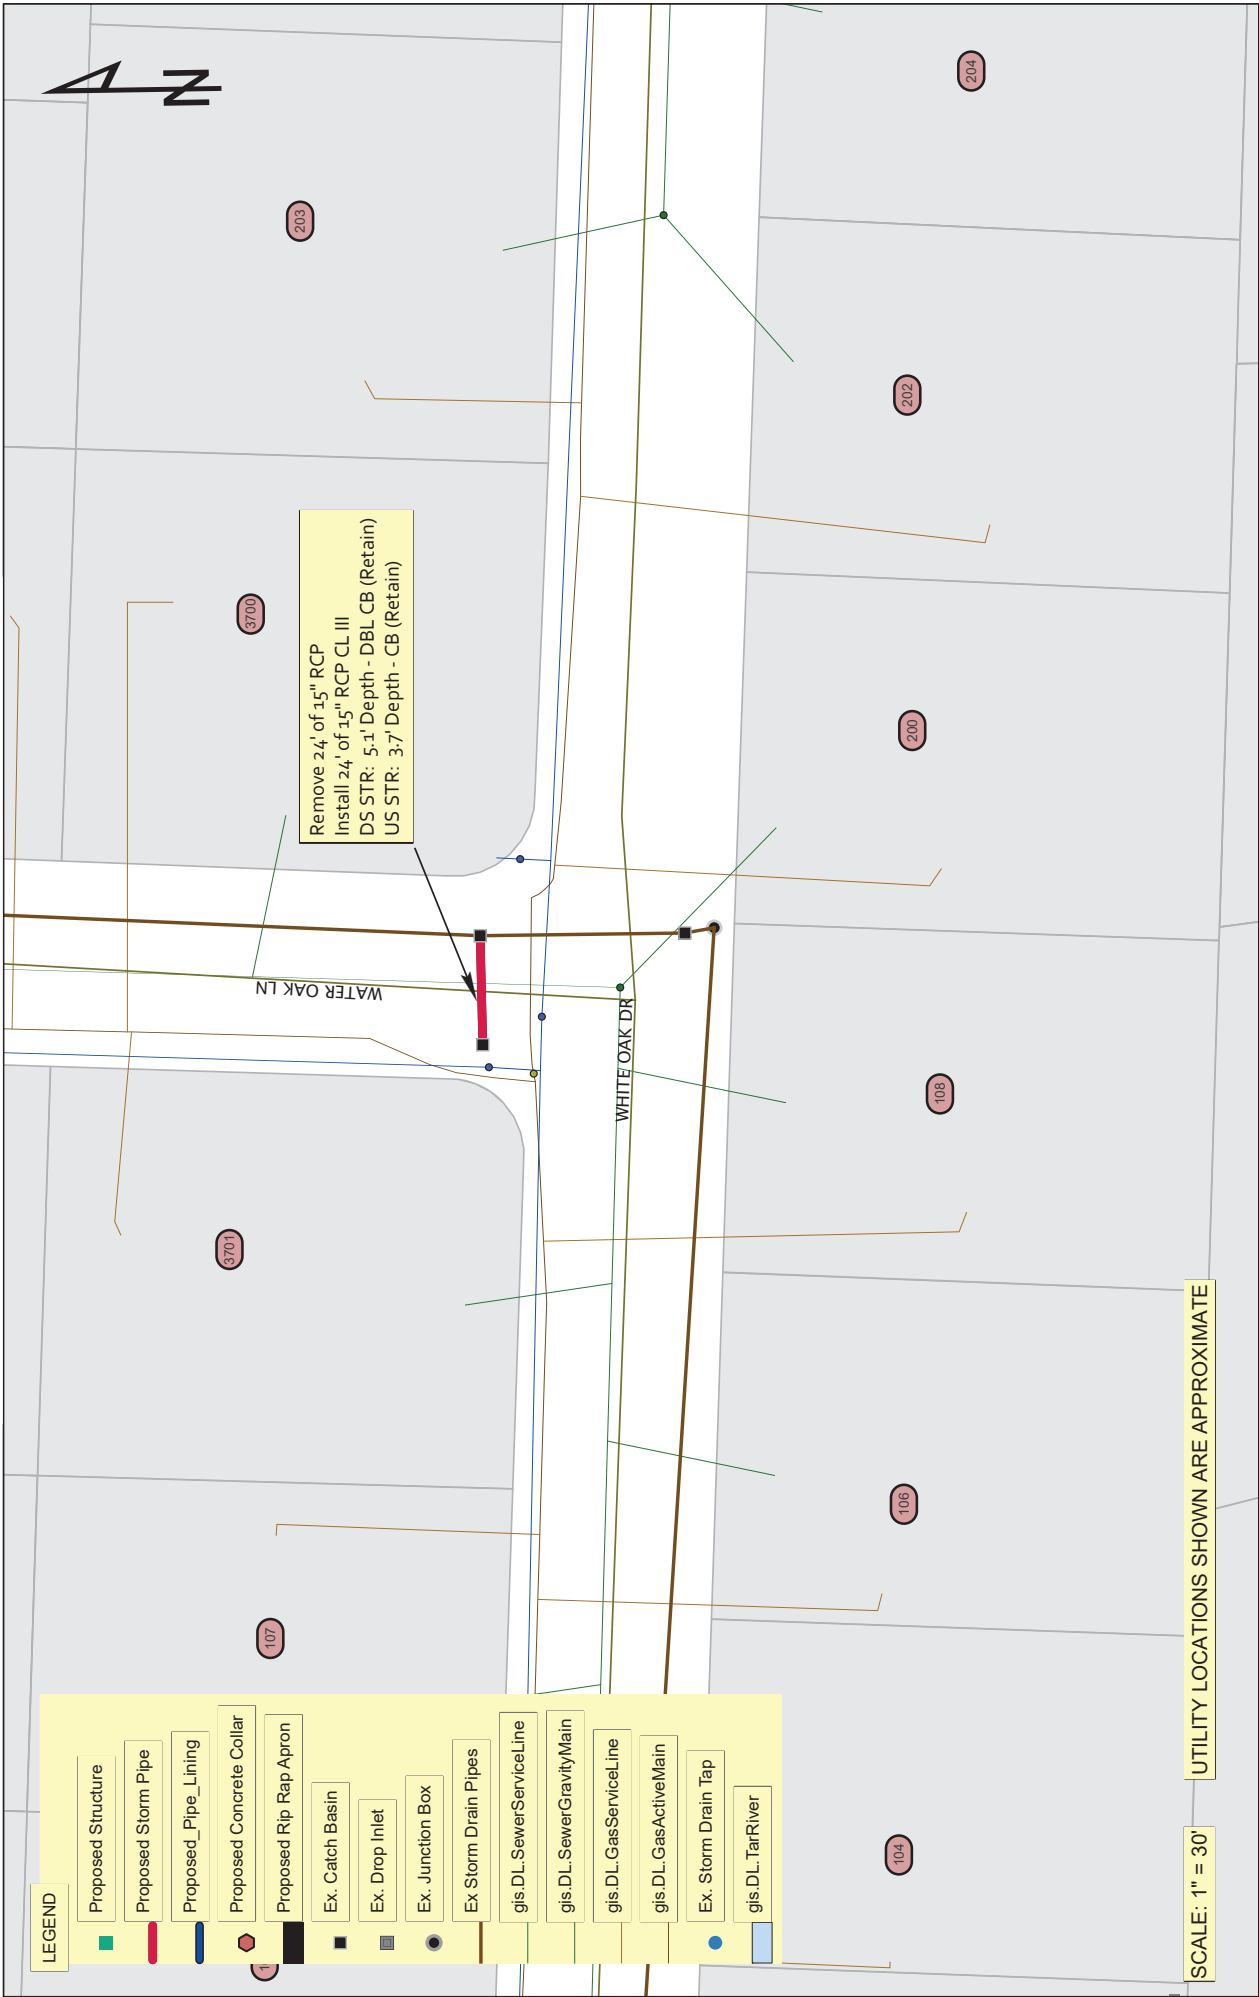 N
204
203
202
3700
Remove 24' of 15" RCP
Install 24' of 15" RCP CL III
DS STR: 5.1' Depth - DBL CB (Retain)
US STR: 3.7' Depth - CB (Retain)
200
WATER OAK LN
WHITE OAK DR
108
3701
106
107
104
LEGEND
Proposed Structure
Proposed Storm Pipe
Proposed_Pipe_Lining
Proposed Concrete Collar
Proposed Rip Rap Apron
Ex. Catch Basin
Ex. Drop Inlet
Ex. Junction Box
Ex Storm Drain Pipes
gis.DL.SewerServiceLine
gis.DL.SewerGravityMain
gis.DL.GasServiceLine
gis.DL.GasActiveMain
Ex. Storm Drain Tap
gis.DL.TarRiver
SCALE: 1" = 30'
UTILITY LOCATIONS SHOWN ARE APPROXIMATE